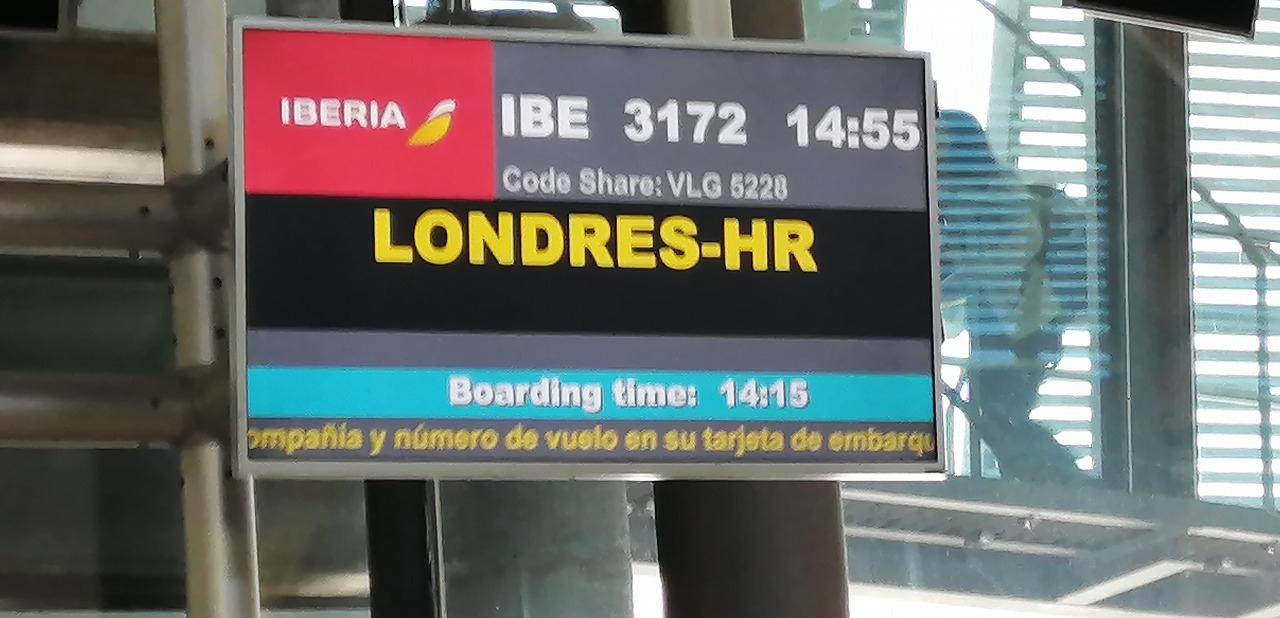 IBERIA
IBE 3172 14:55
Code Share: VLG 5228
LONDRES-HR
Boarding time: 14:15
ompañía y número de vuelo en su tarjeta de embarqu